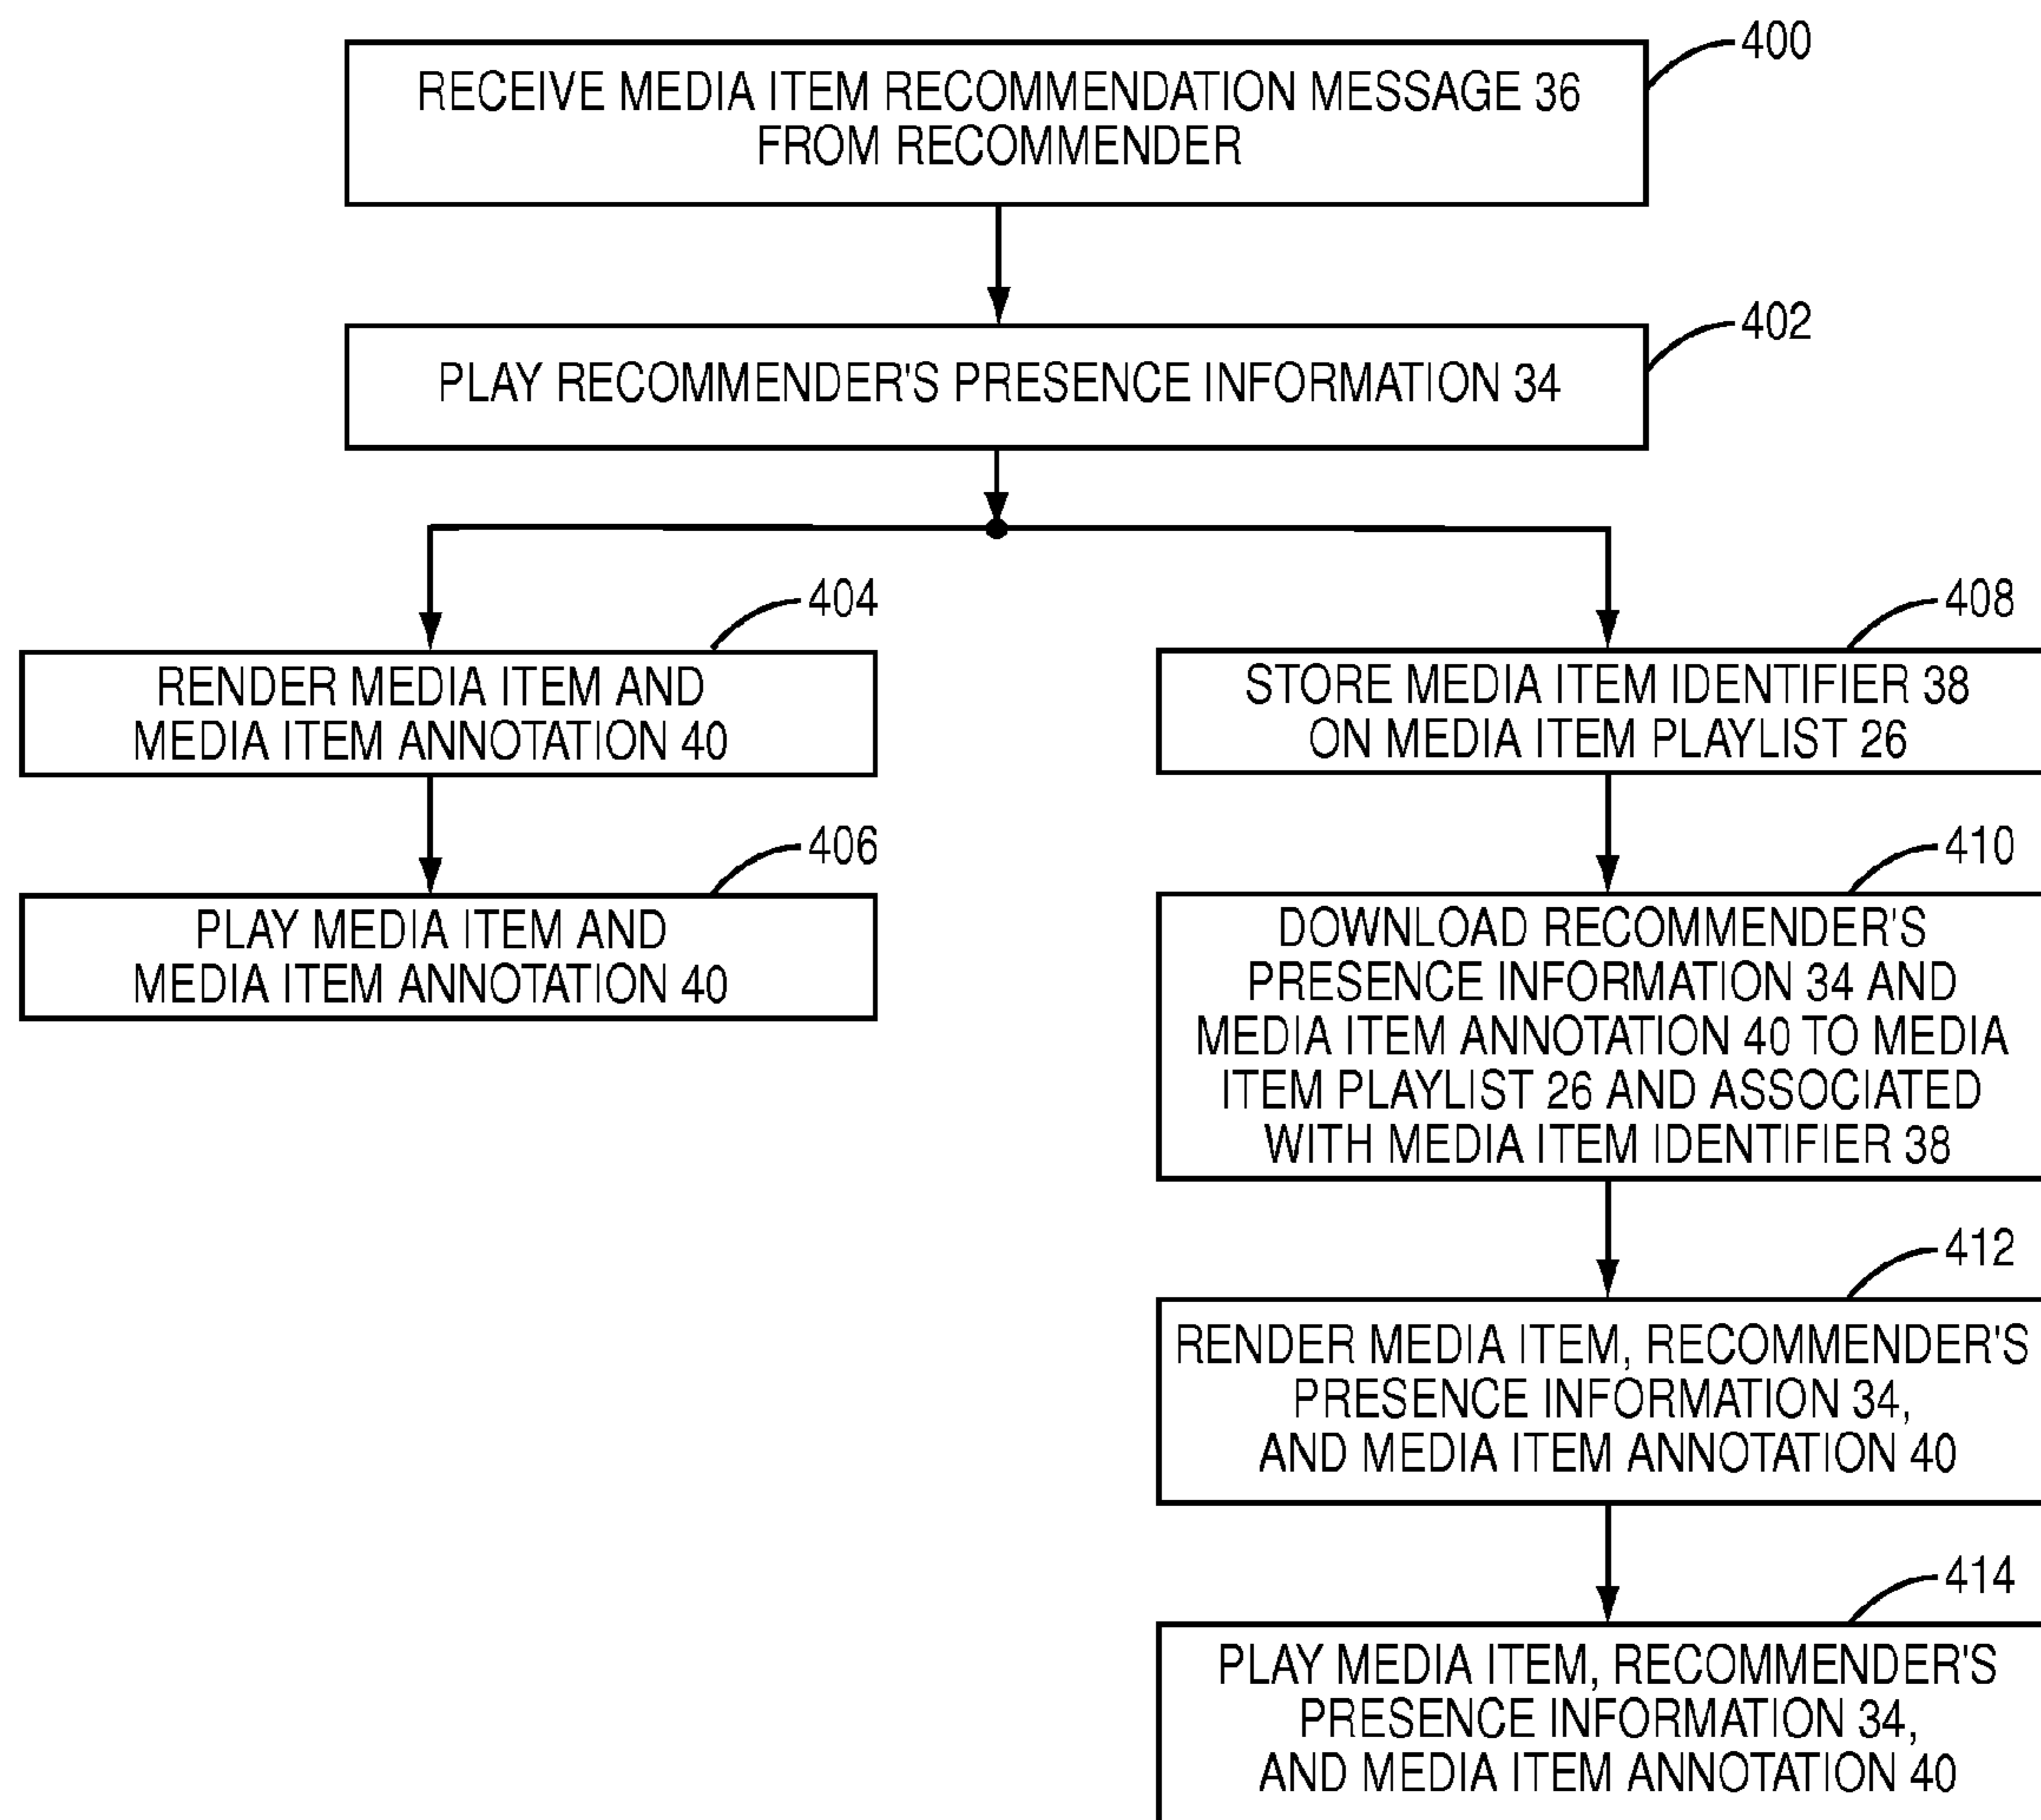 400
RECEIVE MEDIA ITEM RECOMMENDATION MESSAGE 36
FROM RECOMMENDER
402
PLAY RECOMMENDER'S PRESENCE INFORMATION 34
404
RENDER MEDIA ITEM AND
MEDIA ITEM ANNOTATION 40
406
PLAY MEDIA ITEM AND
MEDIA ITEM ANNOTATION 40
408
STORE MEDIA ITEM IDENTIFIER 38
ON MEDIA ITEM PLAYLIST 26
410
DOWNLOAD RECOMMENDER'S
PRESENCE INFORMATION 34 AND
MEDIA ITEM ANNOTATION 40 TO MEDIA
ITEM PLAYLIST 26 AND ASSOCIATED
WITH MEDIA ITEM IDENTIFIER 38
412
RENDER MEDIA ITEM, RECOMMENDER'S
PRESENCE INFORMATION 34,
AND MEDIA ITEM ANNOTATION 40
414
PLAY MEDIA ITEM, RECOMMENDER'S
PRESENCE INFORMATION 34,
AND MEDIA ITEM ANNOTATION 40